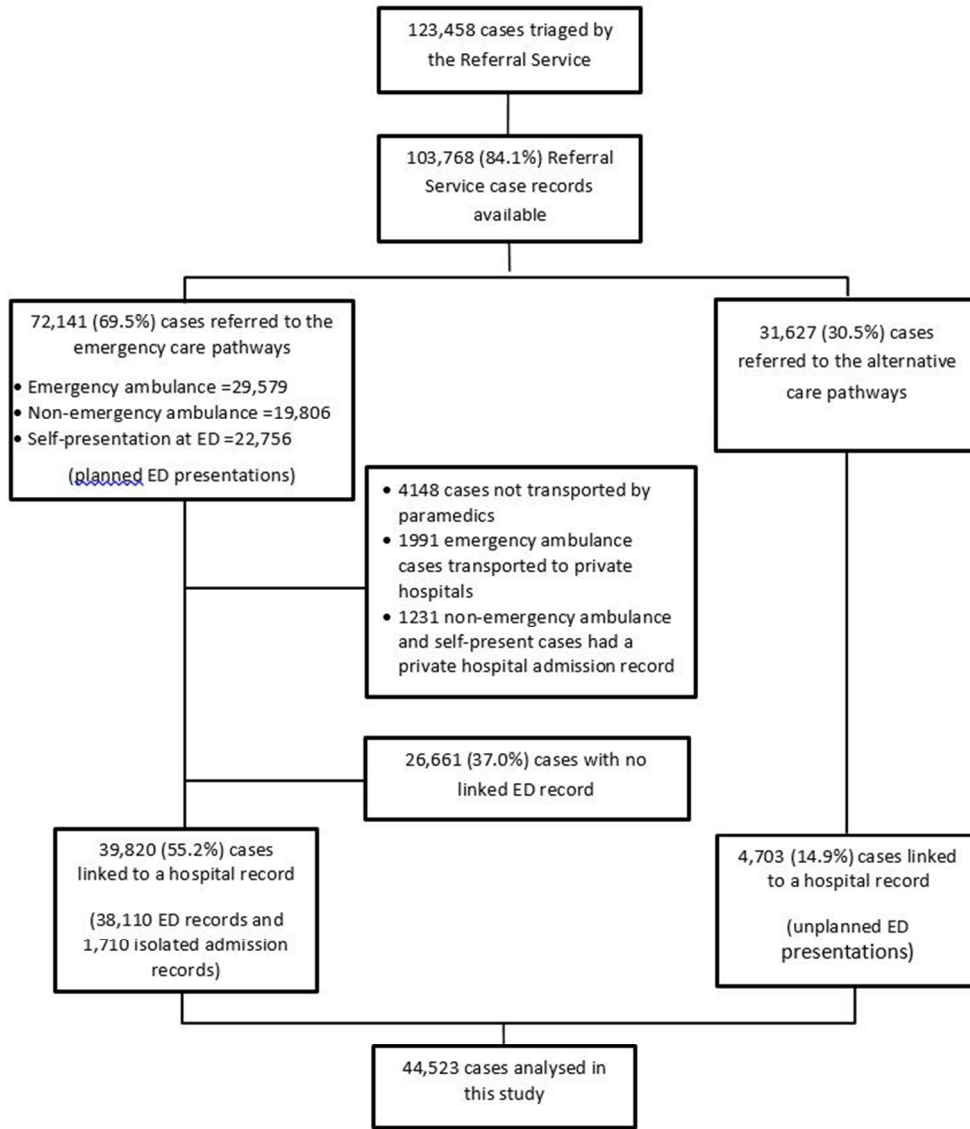 123,458 cases triaged by
the Referral Service
103,768 (84.1%) Referral
Service case records
available
72,141 (69.5%) cases referred to the
emergency care pathways
• Emergency ambulance =29,579
• Non-emergency ambulance =19,806
• Self-presentation at ED =22,756
(planned ED presentations)
31,627 (30.5%) cases
referred to the alternative
care pathways
• 4148 cases not transported by
paramedics
• 1991 emergency ambulance
cases transported to private
hospitals
• 1231 non-emergency ambulance
and self-present cases had a
private hospital admission record
26,661 (37.0%) cases with no
linked ED record
39,820 (55.2%) cases
linked to a hospital record
(38,110 ED records and
1,710 isolated admission
records)
4,703 (14.9%) cases linked
to a hospital record
(unplanned ED
presentations)
44,523 cases analysed in
this study